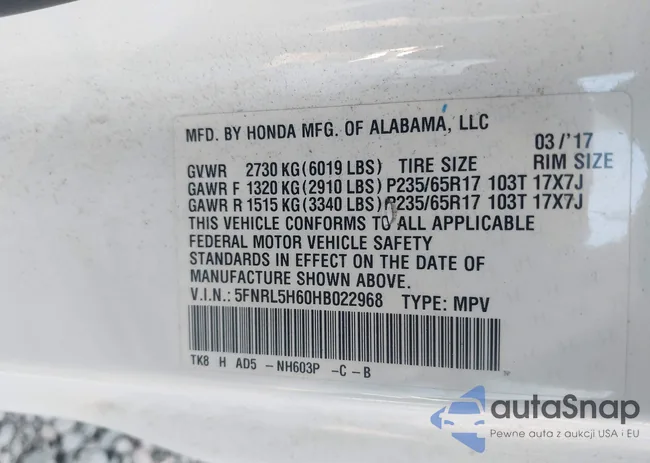 MFD. BY HONDA MFG. OF ALABAMA, LLC
03/'17
GVWR 2730 KG(6019 LBS) TIRE SIZE RIM SIZE
GAWR F 1320 KG(2910 LBS)P235/65R17 103T 17X7J
GAWR R 1515 KG(3340 LBS)P235/65R17 103T 17X7J
THIS VEHICLE CONFORMS TO ALL APPLICABLE
FEDERAL MOTOR VEHICLE SAFETY
STANDARDS IN EFFECT ON THE DATE OF
MANUFACTURE SHOWN ABOVE.
V.I.N.: 5FNRL5H60HB022968 TYPE: MPV
TK8 H AD5 -NH603P -C-B
autaSnap
Pewne auta z aukcji USA i EU